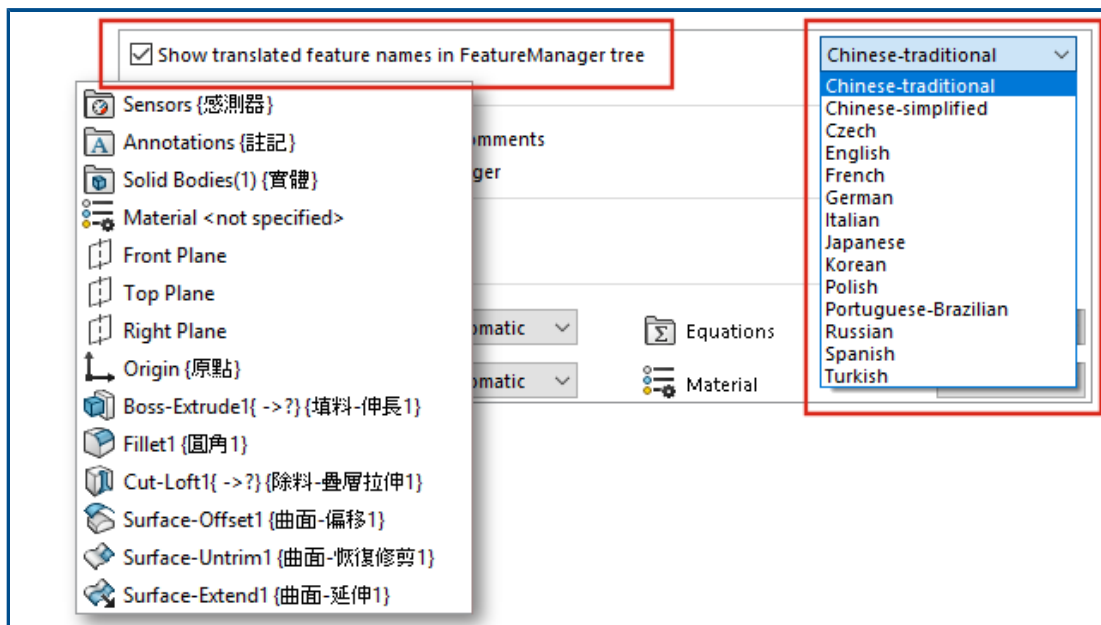 Show translated feature names in FeatureManager tree
Chinese-traditional
Sensors {感測器}
Annotations {註記}
Solid Bodies(1) {實體}
Material <not specified>
Front Plane
Top Plane
Right Plane
Origin {原點}
Boss-Extrude1{ ->?} {填料-伸長1}
Fillet1 {圓角1}
Cut-Loft1{ ->?} {除料-疊層拉伸1}
Surface-Offset1 {曲面-偏移1}
Surface-Untrim1 {曲面-恢復修剪1}
Surface-Extend1 {曲面-延伸1}
Equations
Material
Chinese-traditional
Chinese-simplified
Czech
English
French
German
Italian
Japanese
Korean
Polish
Portuguese-Brazilian
Russian
Spanish
Turkish